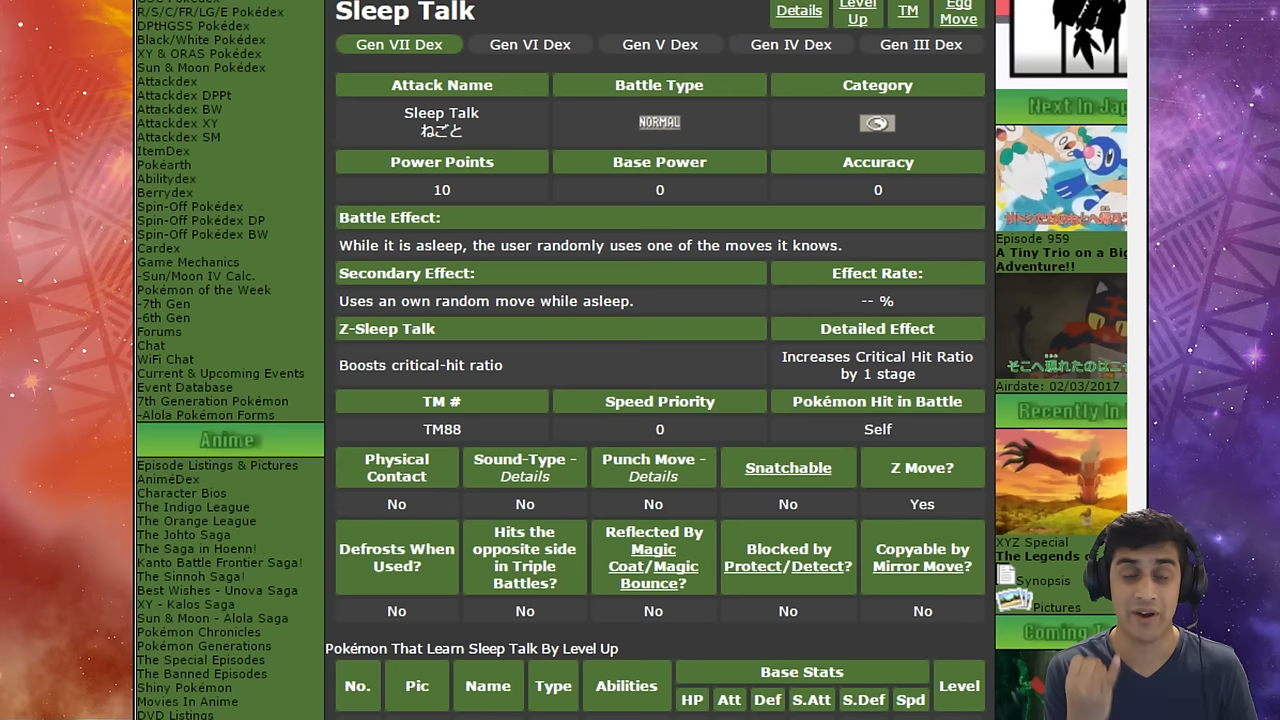 R/S/C/FR/LG/E Pokédex
DPtHGSS Pokédex
Black/White Pokédex
XY & ORAS Pokédex
Sun & Moon Pokédex
Attackdex
Attackdex DPPt
Attackdex BW
Attackdex XY
Attackdex SM
ItemDex
Pokéarth
Abilitydex
Berrydex
Spin-Off Pokédex
Spin-Off Pokédex DP
Spin-Off Pokédex BW
Cardex
Game Mechanics
-Sun/Moon IV Calc.
Pokémon of the Week
-7th Gen
-6th Gen
Forums
Chat
WiFi Chat
Current & Upcoming Events
Event Database
7th Generation Pokémon
-Alola Pokémon Forms
Anime
Episode Listings & Pictures
AniméDex
Character Bios
The Indigo League
The Orange League
The Johto Saga
The Saga in Hoenn!
Kanto Battle Frontier Saga!
The Sinnoh Saga!
Best Wishes - Unova Saga
XY - Kalos Saga
Sun & Moon - Alola Saga
Pokémon Chronicles
Pokémon Generations
The Special Episodes
The Banned Episodes
Shiny Pokémon
Movies In Anime
DVD Listings
Sleep Talk
Details
Level
Up
TM
Egg
Move
Gen VII Dex
Gen VI Dex
Gen V Dex
Gen IV Dex
Gen III Dex
Attack Name
Battle Type
Category
Sleep Talk
ねごと
NORMAL
Power Points
Base Power
Accuracy
10
0
0
Battle Effect:
While it is asleep, the user randomly uses one of the moves it knows.
Secondary Effect:
Effect Rate:
Uses an own random move while asleep.
-- %
Z-Sleep Talk
Detailed Effect
Boosts critical-hit ratio
Increases Critical Hit Ratio
by 1 stage
TM #
Speed Priority
Pokémon Hit in Battle
TM88
0
Self
Physical
Contact
Sound-Type -
Details
Punch Move -
Details
Snatchable
Z Move?
No
No
No
No
Yes
Defrosts When
Used?
Hits the
opposite side
in Triple
Battles?
Reflected By
Magic
Coat/Magic
Bounce?
Blocked by
Protect/Detect?
Copyable by
Mirror Move?
No
No
No
No
No
Pokémon That Learn Sleep Talk By Level Up
No.
Pic
Name
Type
Abilities
Base Stats
HP
Att
Def
S.Att
S.Def
Spd
Level
Next In Jap
Episode 959
A Tiny Trio on a Big
Adventure!!
Airdate: 02/03/2017
Recently In
XYZ Special
The Legends
Synopsis
Pictures
Coming